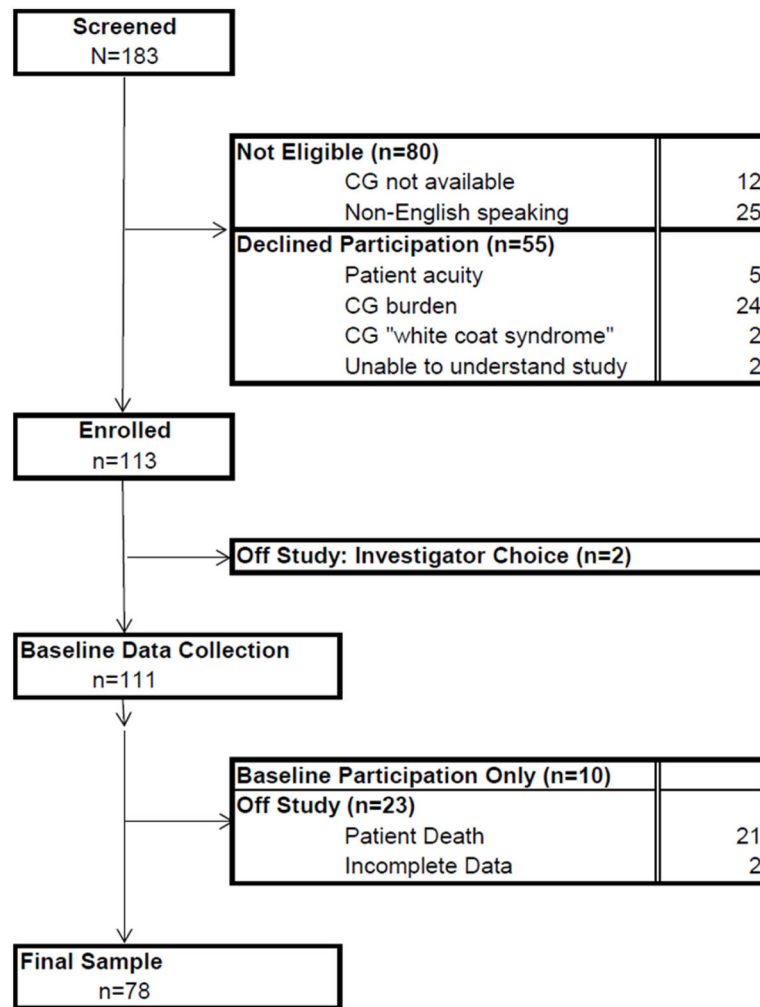 Screened
N=183
Not Eligible (n=80)
CG not available 12
Non-English speaking 25
Declined Participation (n=55)
Patient acuity 5
CG burden 24
CG "white coat syndrome" 2
Unable to understand study 2
Enrolled
n=113
Off Study: Investigator Choice (n=2)
Baseline Data Collection
n=111
Baseline Participation Only (n=10)
Off Study (n=23)
Patient Death 21
Incomplete Data 2
Final Sample
n=78